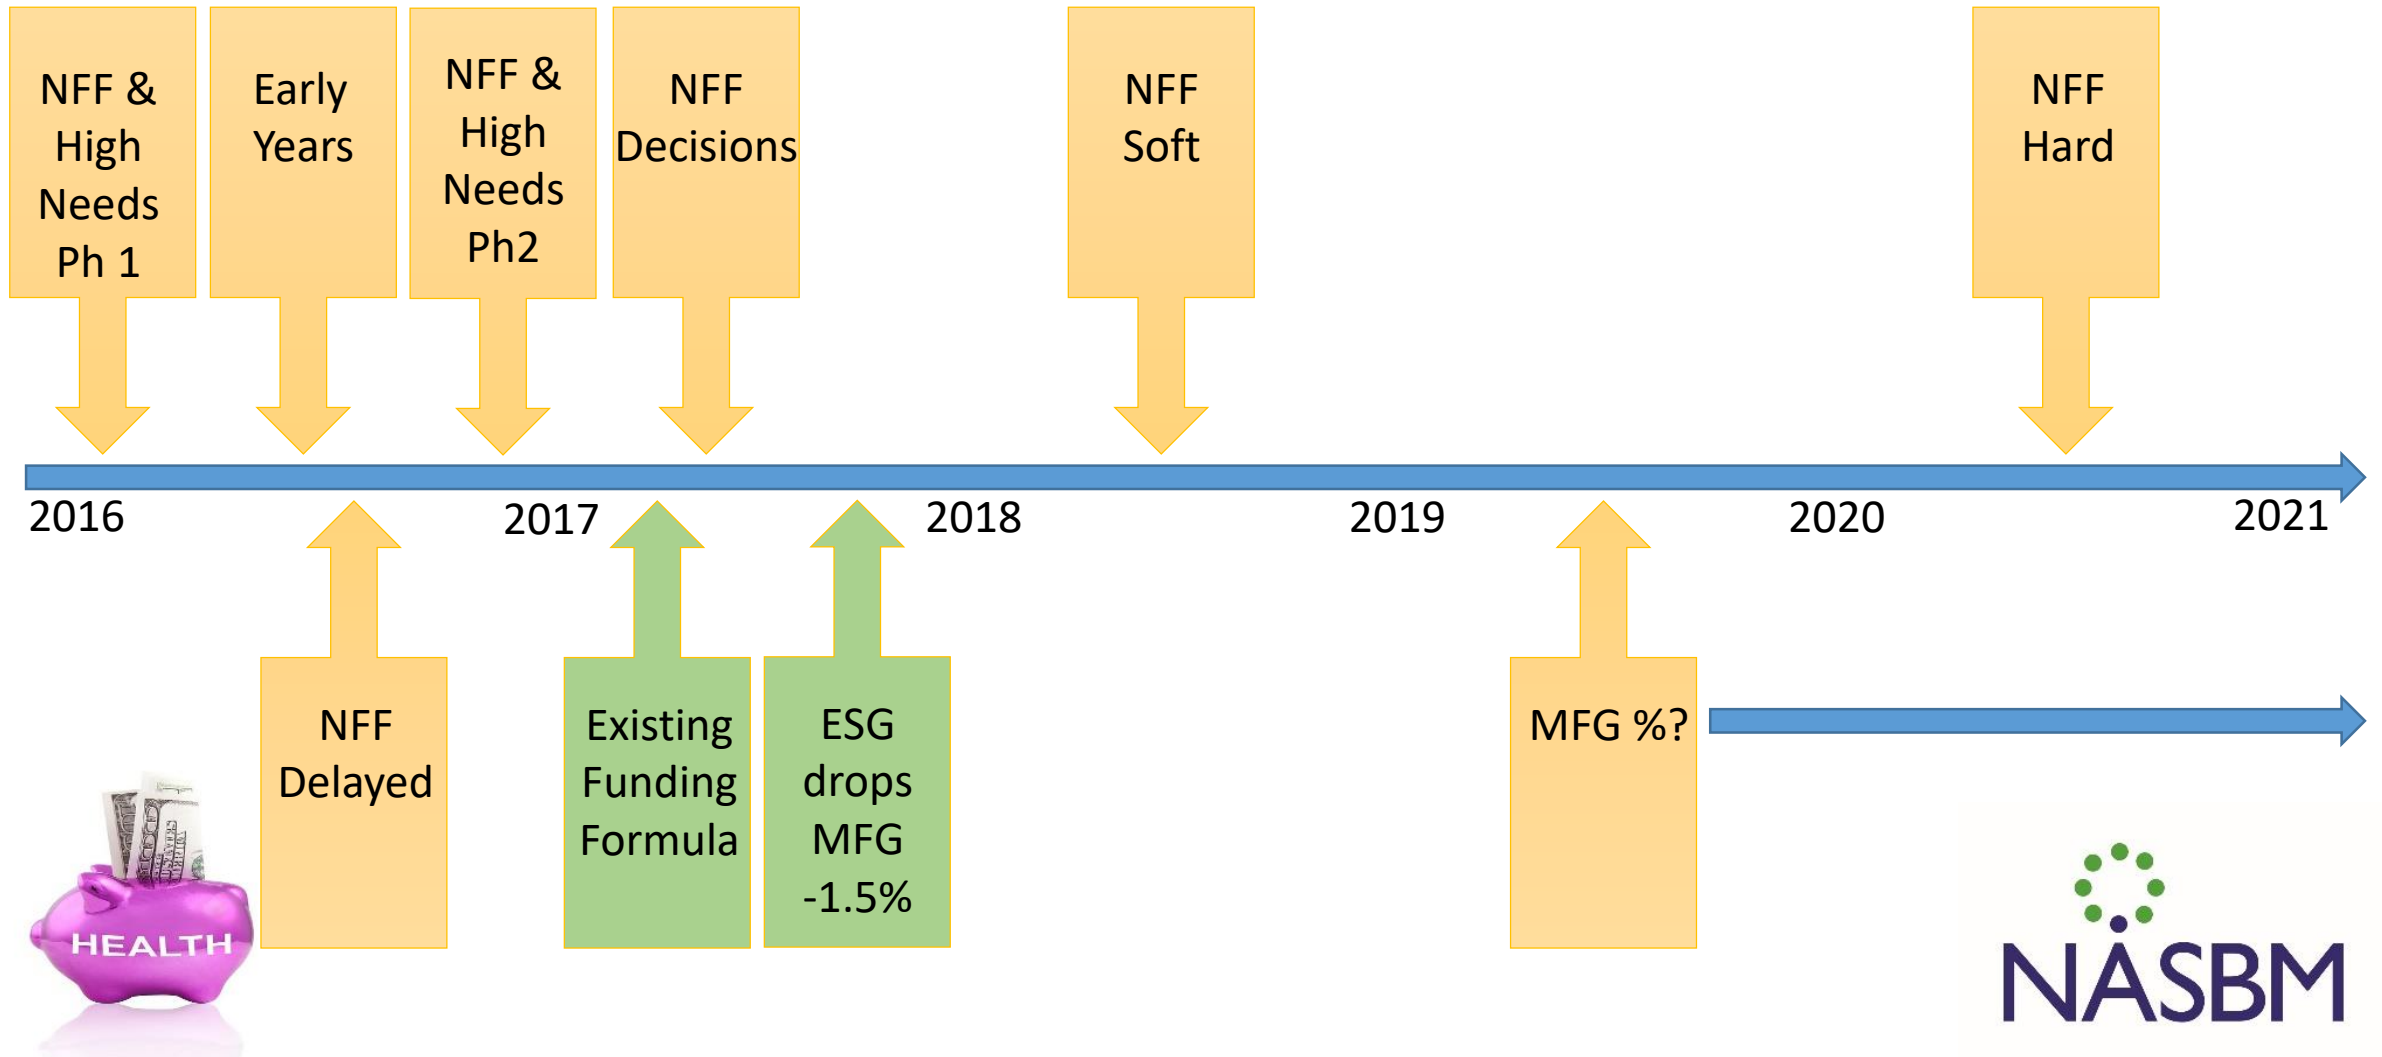 NFF &
High
Needs
Ph 1
Early
Years
NFF &
High
Needs
Ph2
NFF
Decisions
NFF
Soft
NFF
Hard
2016
2017
2018
2019
2020
2021
NFF
Delayed
Existing
Funding
Formula
ESG
drops
MFG
-1.5%
MFG %?
HEALTH
NASBM